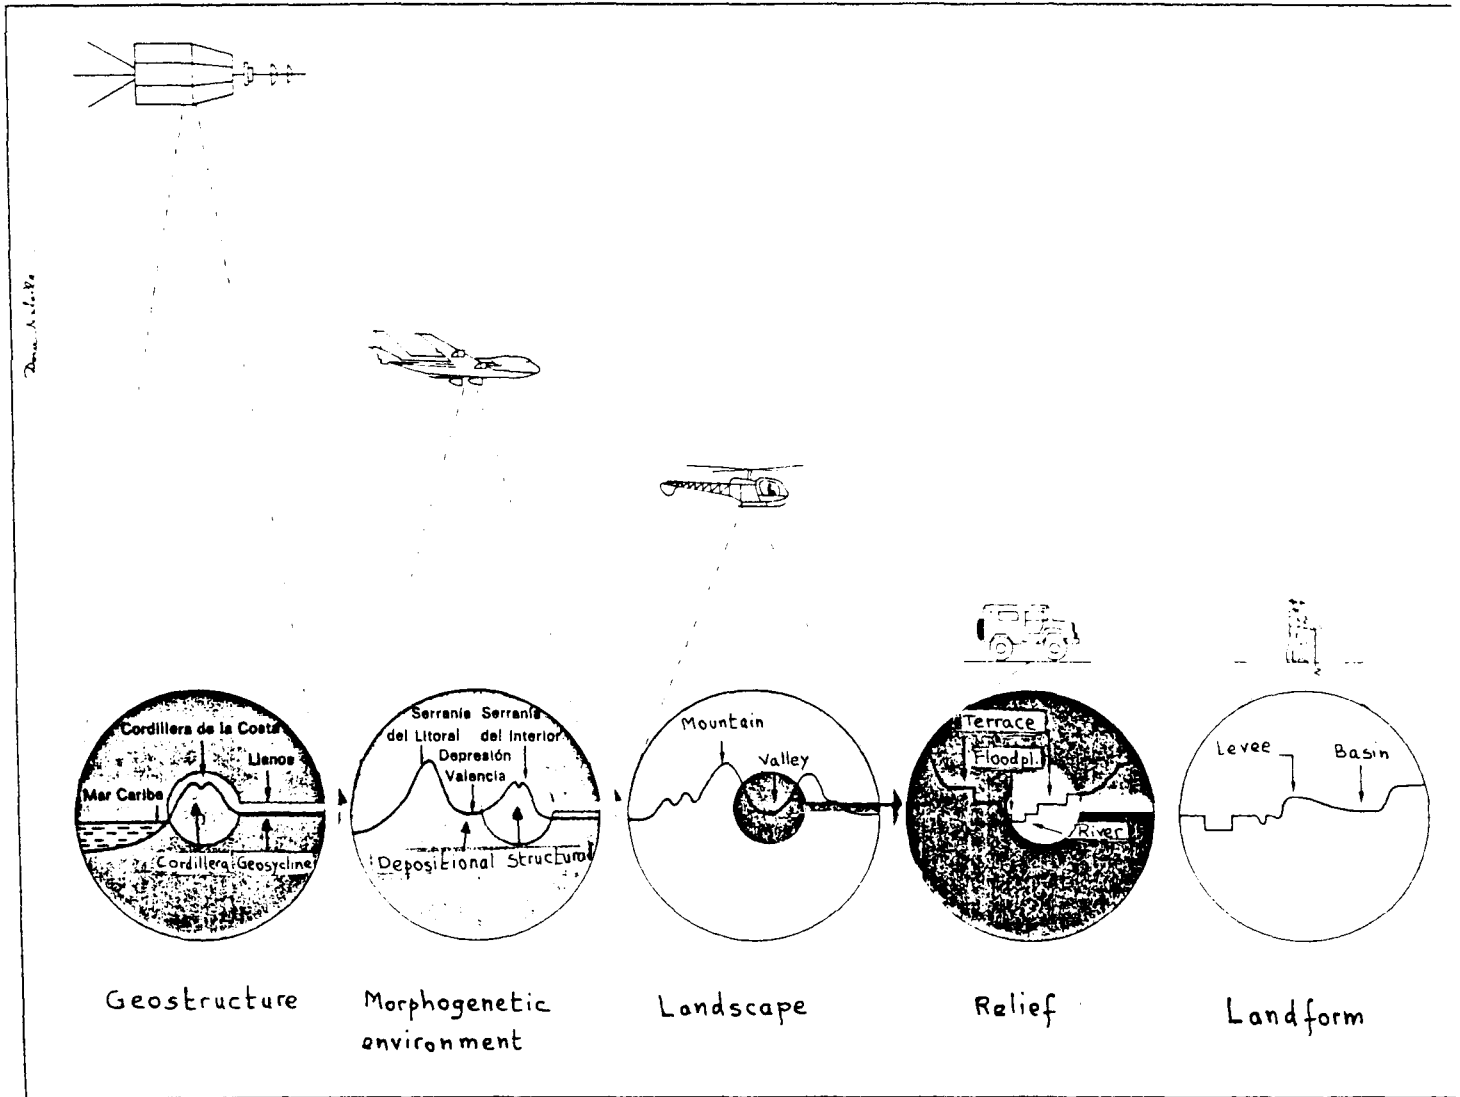 Cordillera de la Costa
Llanos
Mar Caribe
Cordillera
Geosycline
Serranía
del Litoral
Serranía
del Interior
Depresión
Valencia
Depositional
Structural
Mountain
Valley
Terrace
Floodpl.
River
Levee
Basin
Geostructure
Morphogenetic
environment
Landscape
Relief
Landform